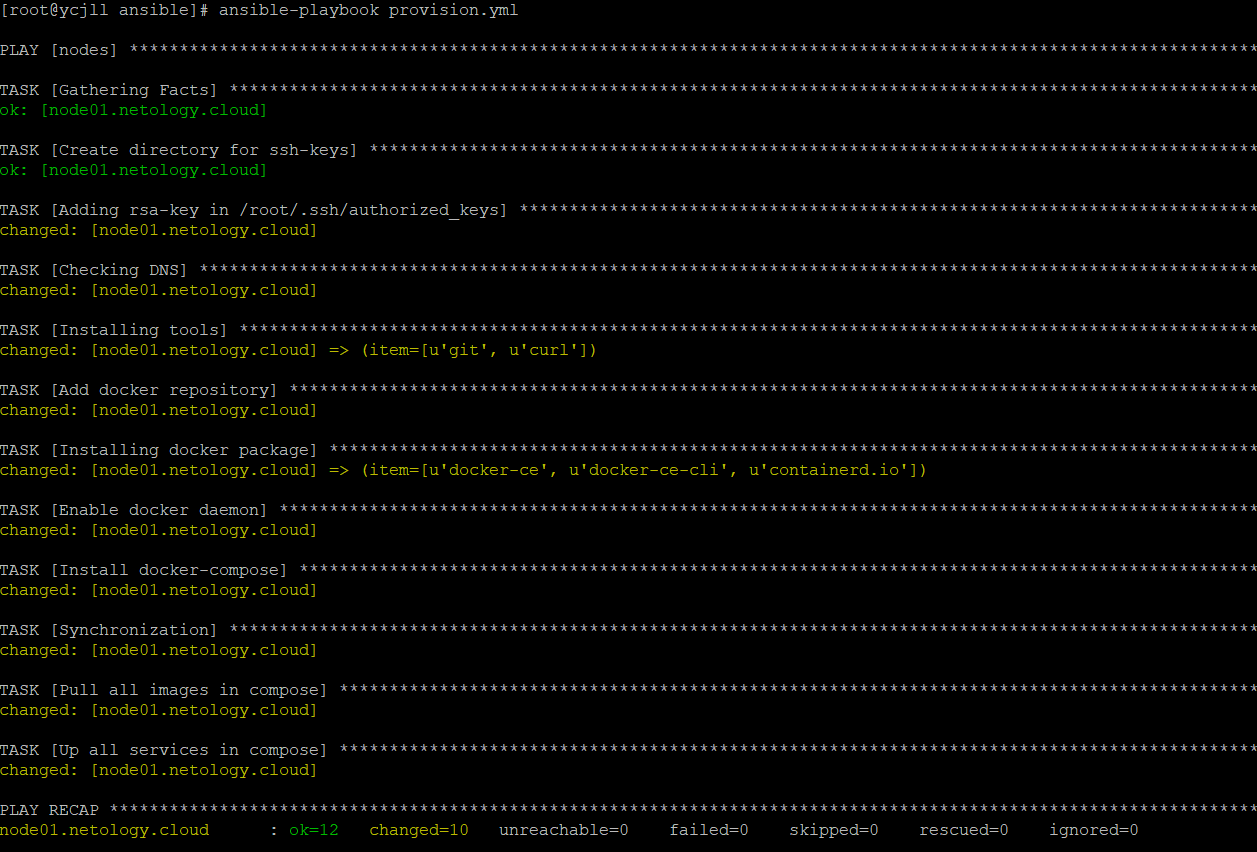 [root@ycjll ansible]# ansible-playbook provision.yml
PLAY [nodes] *****************************************************************************************************************
TASK [Gathering Facts] *******************************************************************************************************
ok: [node01.netology.cloud]
TASK [Create directory for ssh-keys] *****************************************************************************************
ok: [node01.netology.cloud]
TASK [Adding rsa-key in /root/.ssh/authorized_keys] **************************************************************************
changed: [node01.netology.cloud]
TASK [Checking DNS] **********************************************************************************************************
changed: [node01.netology.cloud]
TASK [Installing tools] ******************************************************************************************************
changed: [node01.netology.cloud] => (item=[u'git', u'curl'])
TASK [Add docker repository] *************************************************************************************************
changed: [node01.netology.cloud]
TASK [Installing docker package] *********************************************************************************************
changed: [node01.netology.cloud] => (item=[u'docker-ce', u'docker-ce-cli', u'containerd.io'])
TASK [Enable docker daemon] **************************************************************************************************
changed: [node01.netology.cloud]
TASK [Install docker-compose] ************************************************************************************************
changed: [node01.netology.cloud]
TASK [Synchronization] *******************************************************************************************************
changed: [node01.netology.cloud]
TASK [Pull all images in compose] ********************************************************************************************
changed: [node01.netology.cloud]
TASK [Up all services in compose] ********************************************************************************************
changed: [node01.netology.cloud]
PLAY RECAP *******************************************************************************************************************
node01.netology.cloud      : ok=12   changed=10   unreachable=0    failed=0    skipped=0    rescued=0    ignored=0